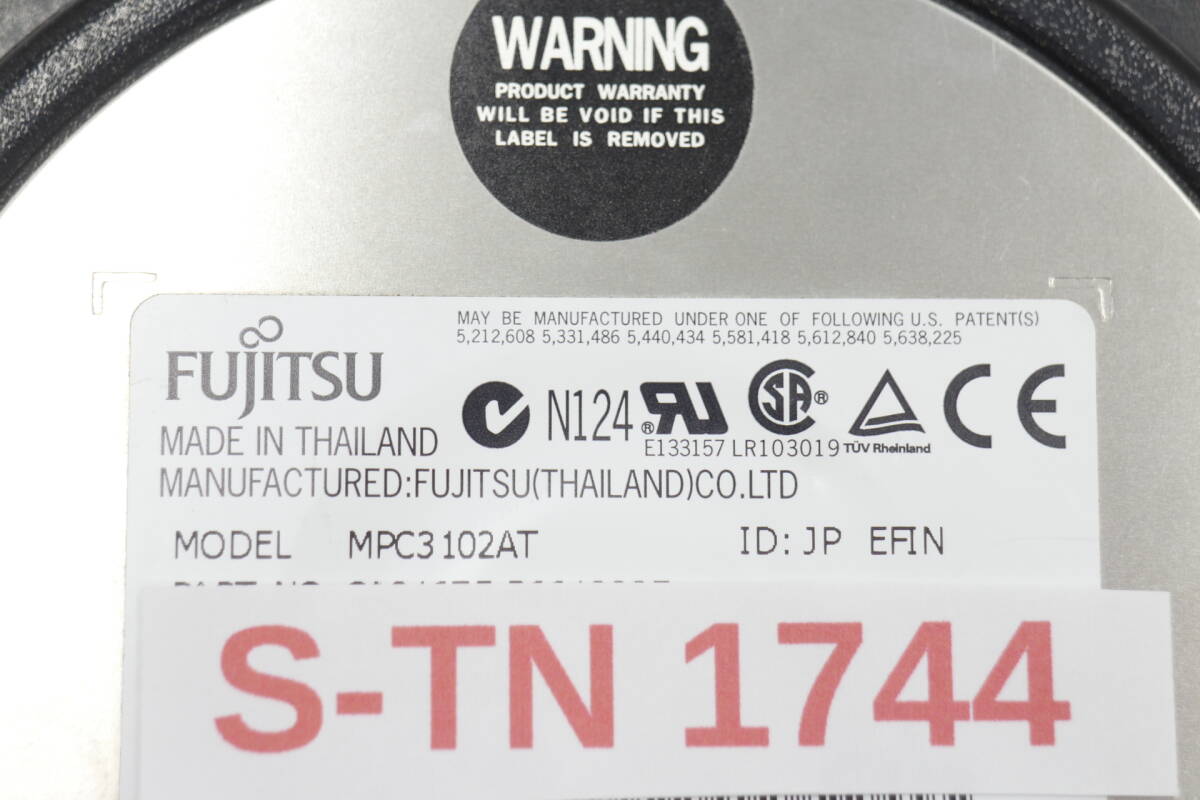 WARNING
PRODUCT WARRANTY
WILL BE VOID IF THIS
LABEL IS REMOVED
MAY BE MANUFACTURED UNDER ONE OF FOLLOWING U.S. PATENT(S)
5,212,608 5,331,486 5,440,434 5,581,418 5,612,840 5,638,225
FUJITSU
N124
E133157 LR103019 TÜV Rheinland
MADE IN THAILAND
MANUFACTURED:FUJITSU(THAILAND)CO.LTD
MODEL MPC3102AT ID: JP EFIN
S-TN 1744